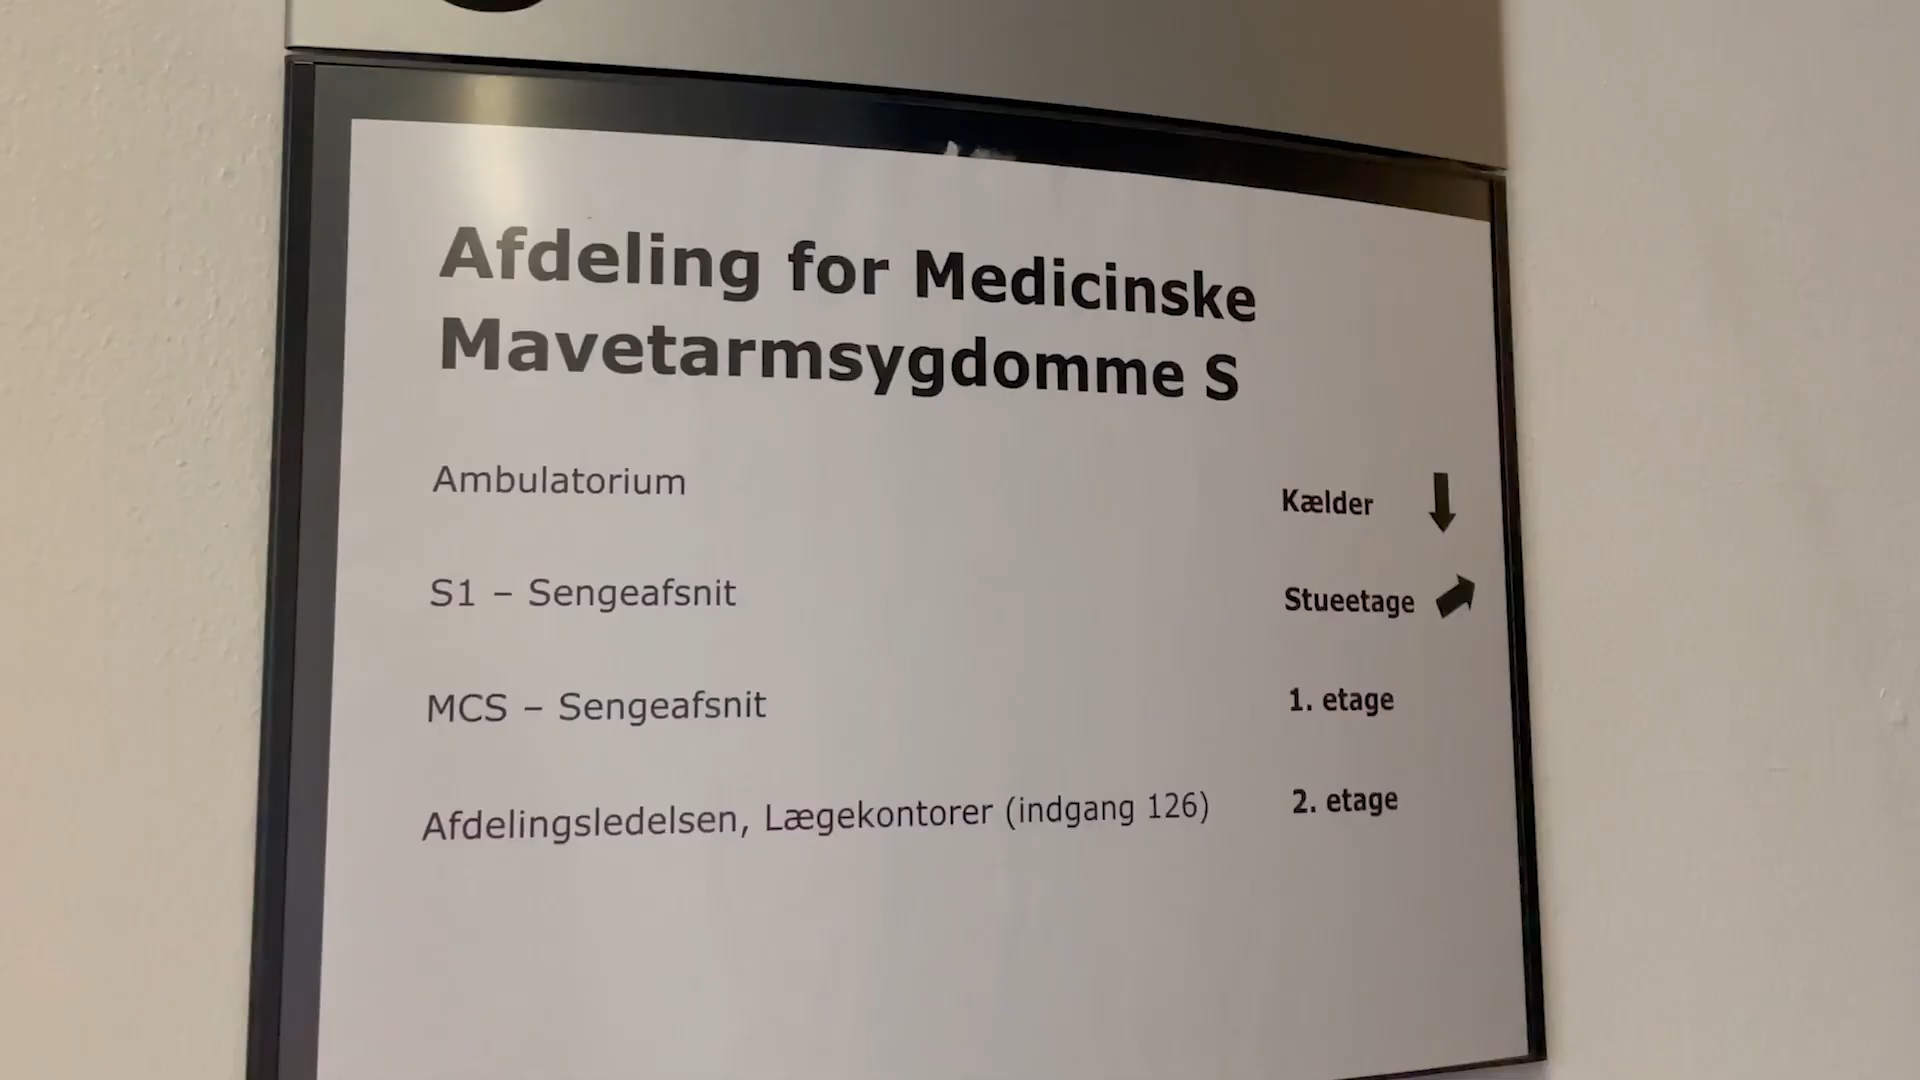 Afdeling for Medicinske
Mavetarmsygdomme S
Ambulatorium Kælder
S1 – Sengeafsnit Stueetage
MCS – Sengeafsnit 1. etage
Afdelingsledelsen, Lægekontorer (indgang 126) 2. etage